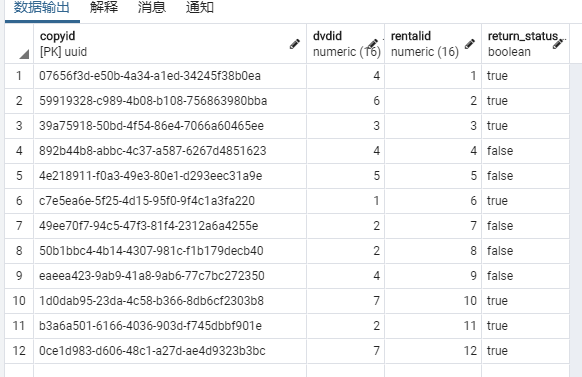 数据输出 解释 消息 通知
copyid dvdid rentalid return_status
[PK] uuid numeric (16) numeric (16) boolean
1 07656f3d-e50b-4a34-a1ed-34245f38b0ea 4 1 true
2 59919328-c989-4b08-b108-756863980bba 6 2 true
3 39a75918-50bd-4f54-86e4-7066a60465ee 3 3 true
4 892b44b8-abbc-4c37-a587-6267d4851623 4 4 false
5 4e218911-f0a3-49e3-80e1-d293eec31a9e 5 5 false
6 c7e5ea6e-5f25-4d15-95f0-9f4c1a3fa220 1 6 true
7 49ee70f7-94c5-47f3-81f4-2312a6a4255e 2 7 false
8 50b1bbc4-4b14-4307-981c-f1b179decb40 2 8 false
9 eaeea423-9ab9-41a8-9ab6-77c7bc272350 4 9 false
10 1d0dab95-23da-4c58-b366-8db6cf2303b8 7 10 true
11 b3a6a501-6166-4036-903d-f745dbbf901e 2 11 true
12 0ce1d983-d606-48c1-a27d-ae4d9323b3bc 7 12 true